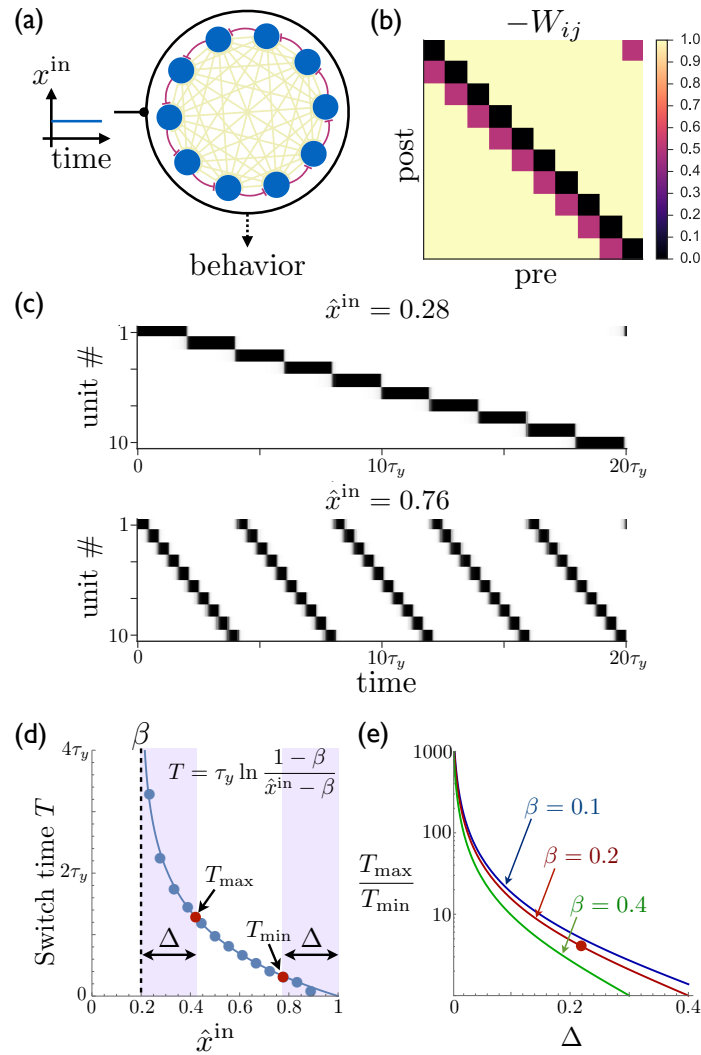 (a)
x^in
time
behavior
(b)
−W_ij
post
pre
1.0
0.9
0.8
0.7
0.6
0.5
0.4
0.3
0.2
0.1
0.0
(c)
x̂^in = 0.28
unit #
1
10
0
10τ_y
20τ_y
x̂^in = 0.76
unit #
1
10
0
10τ_y
20τ_y
time
(d)
β
4τ_y
T = τ_y ln (1 − β)/(x̂^in − β)
Switch time T
2τ_y
T_max
T_min
Δ
Δ
0
0
0.2
0.4
0.6
0.8
1
x̂^in
(e)
1000
β = 0.1
100
β = 0.2
T_max/T_min
β = 0.4
10
0
0.2
0.4
Δ